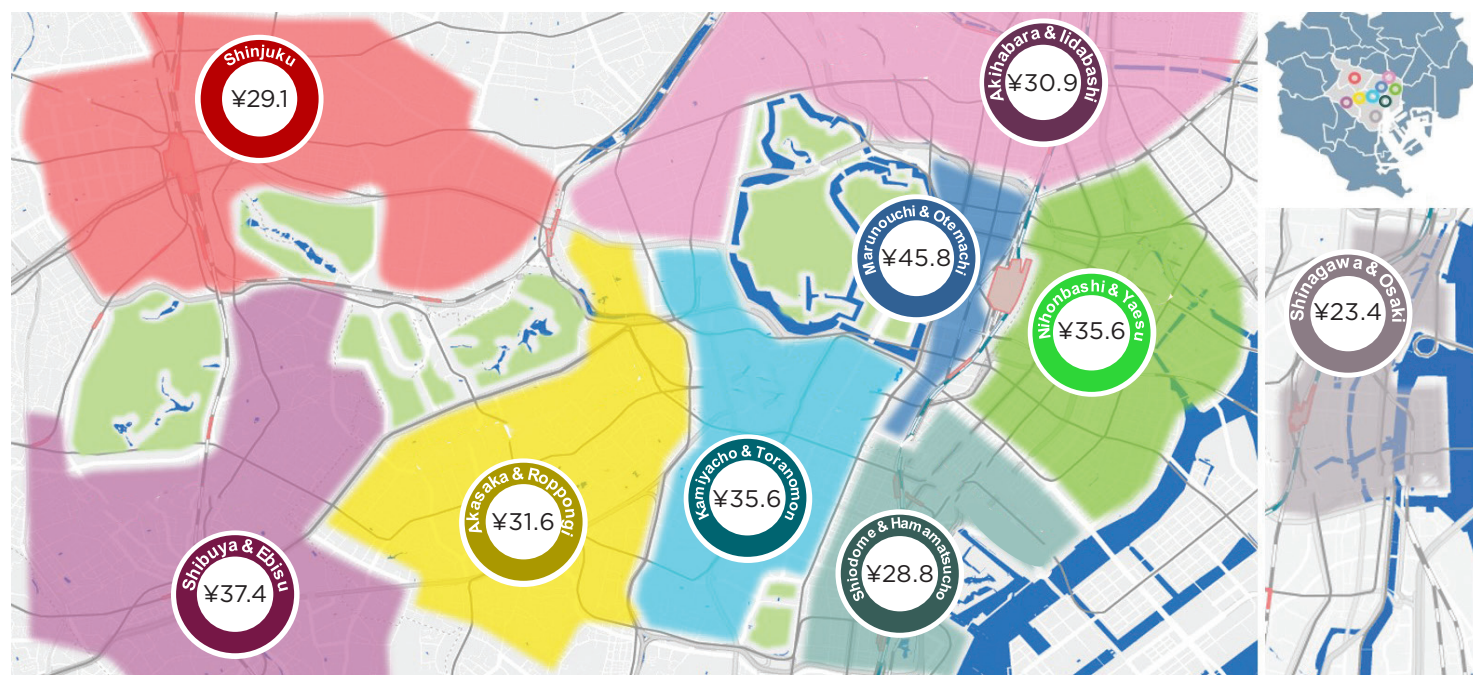 Shinjuku
¥29.1
Akihabara & Iidabashi
¥30.9
Marunouchi & Otemachi
¥45.8
Nihonbashi & Yaesu
¥35.6
Shinagawa & Osaki
¥23.4
Akasaka & Roppongi
¥31.6
Kamiyacho & Toranomon
¥35.6
Shiodome & Hamamatsucho
¥28.8
Shibuya & Ebisu
¥37.4